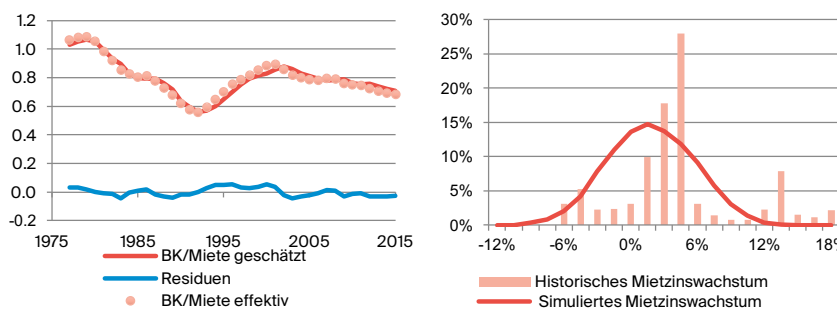 1.2
1.0
0.8
0.6
0.4
0.2
0.0
-0.2
1975 1985 1995 2005 2015
BK/Miete geschätzt
Residuen
BK/Miete effektiv
30%
25%
20%
15%
10%
5%
0%
-12% -6% 0% 6% 12% 18%
Historisches Mietzinswachstum
Simuliertes Mietzinswachstum